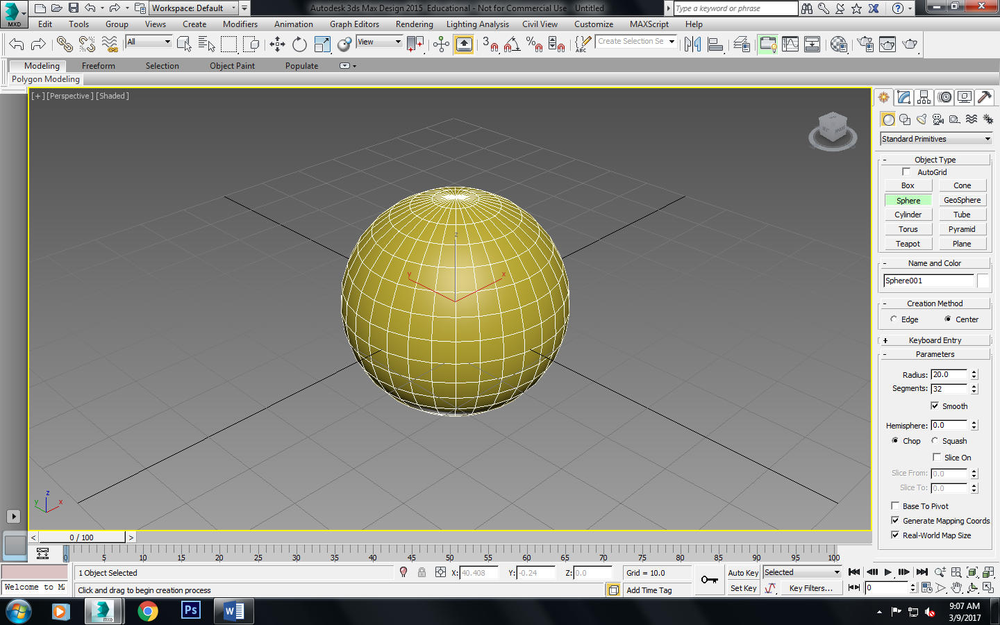 Workspace: Default
Autodesk 3ds Max Design 2015 Educational - Not for Commercial Use Untitled
Type a keyword or phrase
MXD
Edit Tools Group Views Create Modifiers Animation Graph Editors Rendering Lighting Analysis Civil View Customize MAXScript Help
All
View
3
%
ABC
Create Selection Se
Modeling Freeform Selection Object Paint Populate
Polygon Modeling
[+] [Perspective] [Shaded]
Standard Primitives
- Object Type
AutoGrid
Box Cone
Sphere GeoSphere
Cylinder Tube
Torus Pyramid
Teapot Plane
- Name and Color
Sphere001
- Creation Method
Edge Center
+ Keyboard Entry
- Parameters
Radius: 20.0
Segments: 32
Smooth
Hemisphere: 0.0
Chop Squash
Slice On
Slice From: 0.0
Slice To: 0.0
Base To Pivot
Generate Mapping Coords
Real-World Map Size
z
y x
z
y x
< 0 / 100 >
0 5 10 15 20 25 30 35 40 45 50 55 60 65 70 75 80 85 90 95 100
1 Object Selected X: 40.408 Y: -0.24 Z: 0.0 Grid = 10.0 Auto Key Selected
Welcome to MA Click and drag to begin creation process Add Time Tag Set Key Key Filters... 0
MXD
Ps
W
9:07 AM
3/9/2017